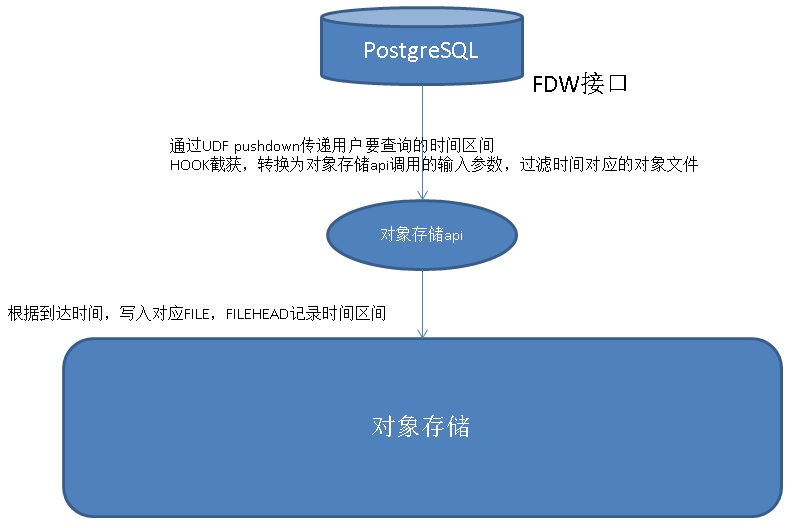 PostgreSQL
FDW接口
通过UDF pushdown传递用户要查询的时间区间
HOOK截获，转换为对象存储api调用的输入参数，过滤时间对应的对象文件
对象存储api
根据到达时间，写入对应FILE，FILEHEAD记录时间区间
对象存储